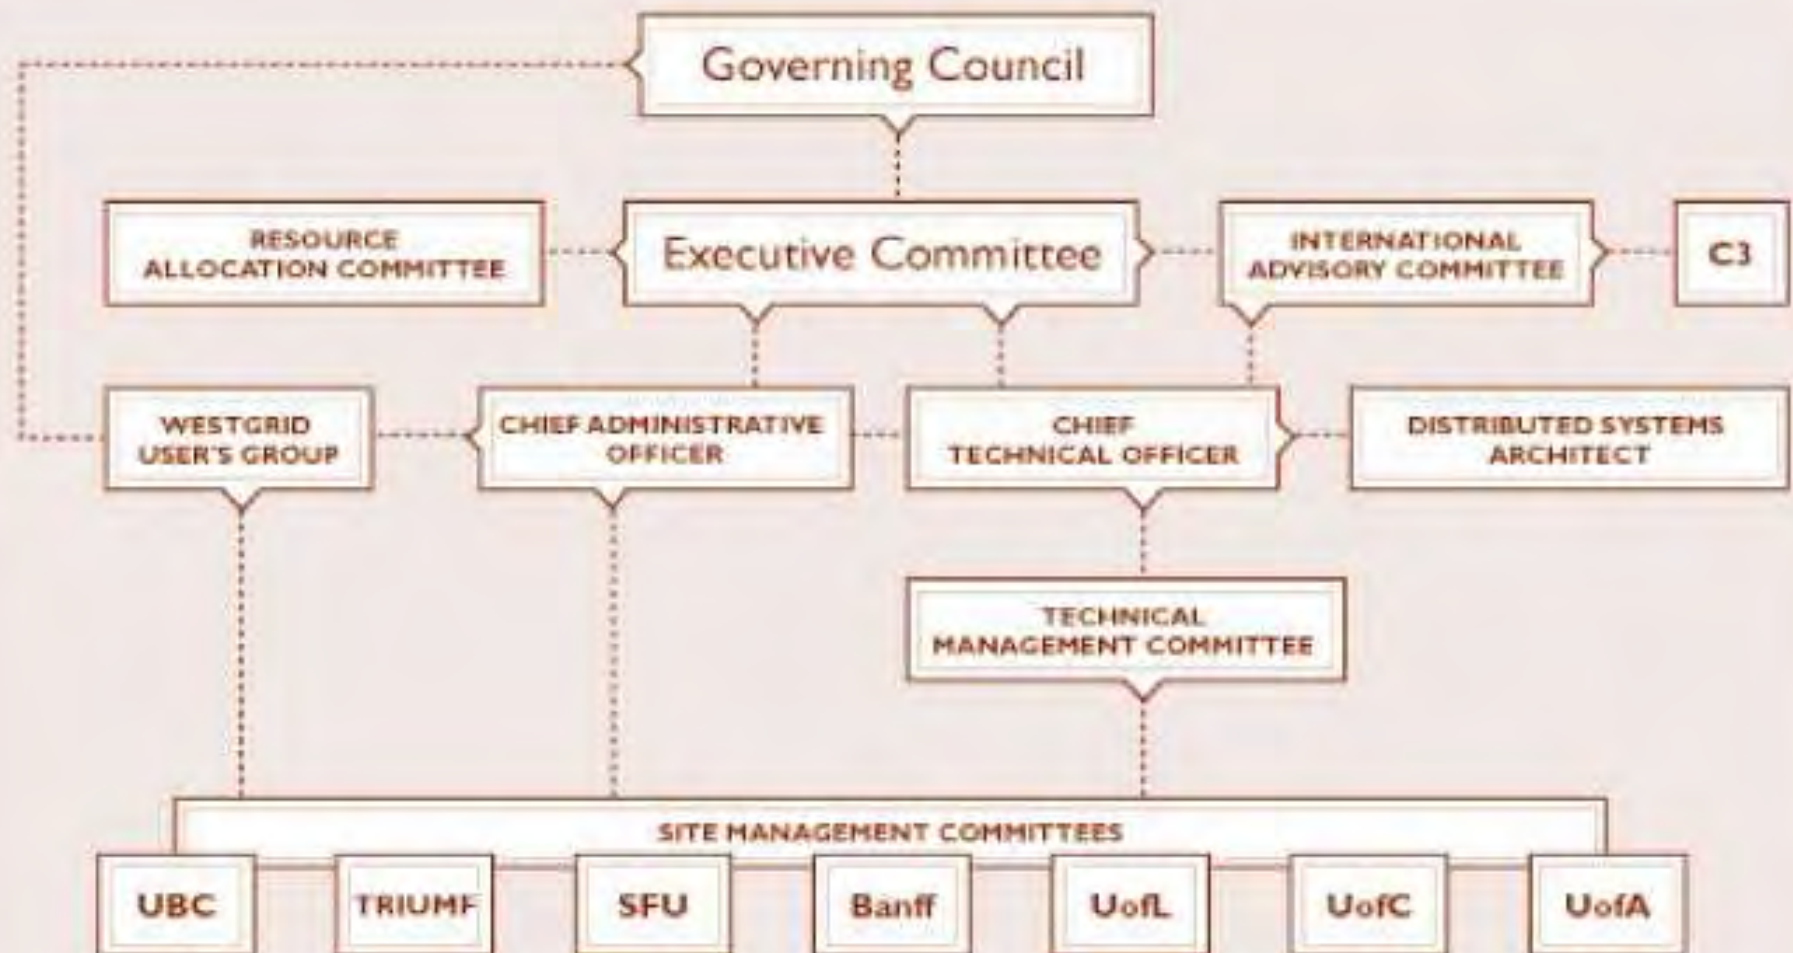 Governing Council
RESOURCE
ALLOCATION COMMITTEE
Executive Committee
INTERNATIONAL
ADVISORY COMMITTEE
C3
WESTGRID
USER'S GROUP
CHIEF ADMINISTRATIVE
OFFICER
CHIEF
TECHNICAL OFFICER
DISTRIBUTED SYSTEMS
ARCHITECT
TECHNICAL
MANAGEMENT COMMITTEE
SITE MANAGEMENT COMMITTEES
UBC
TRIUMF
SFU
Banff
UofL
UofC
UofA